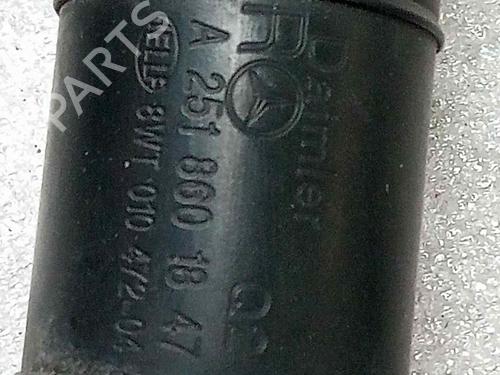 Daimler
A 251 860 18 47 Q2
HELLA 8WT 010 472-04
PARTS